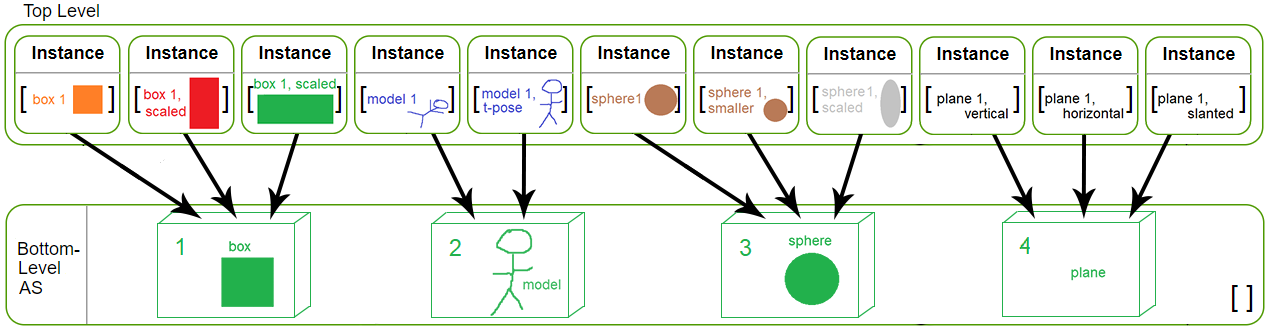 Top Level
Instance
[ box 1 ]
Instance
[ box 1,
scaled ]
Instance
box 1, scaled
[ ]
Instance
[ model 1 ]
Instance
[ model 1,
t-pose ]
Instance
[ sphere1 ]
Instance
[ sphere 1,
smaller ]
Instance
[ sphere 1,
scaled ]
Instance
[ plane 1,
vertical ]
Instance
[ plane 1,
horizontal ]
Instance
[ plane 1,
slanted ]
Bottom-
Level
AS
1
box
2
model
3
sphere
4
plane
[ ]